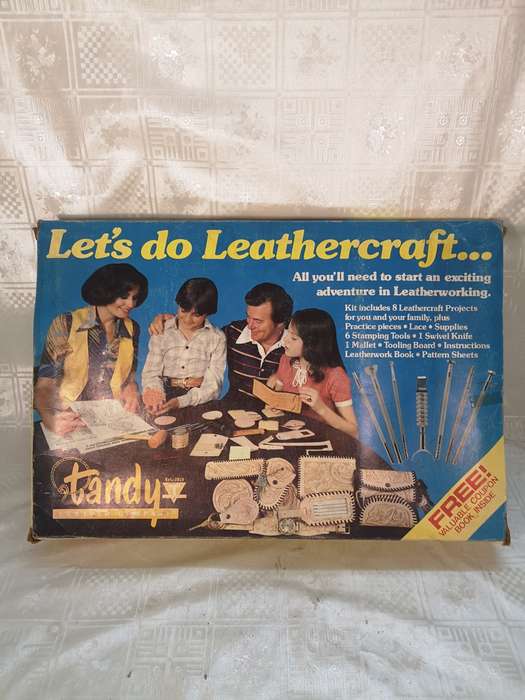 Let's do Leathercraft...
All you'll need to start an exciting
adventure in Leatherworking.
Kit includes 8 Leathercraft Projects
for you and your family, plus
Practice pieces • Lace • Supplies
6 Stamping Tools • 1 Swivel Knife
1 Mallet • Tooling Board • Instructions
Leatherwork Book • Pattern Sheets
tandy
Est. 1919
FREE!
VALUABLE COUPON
BOOK INSIDE